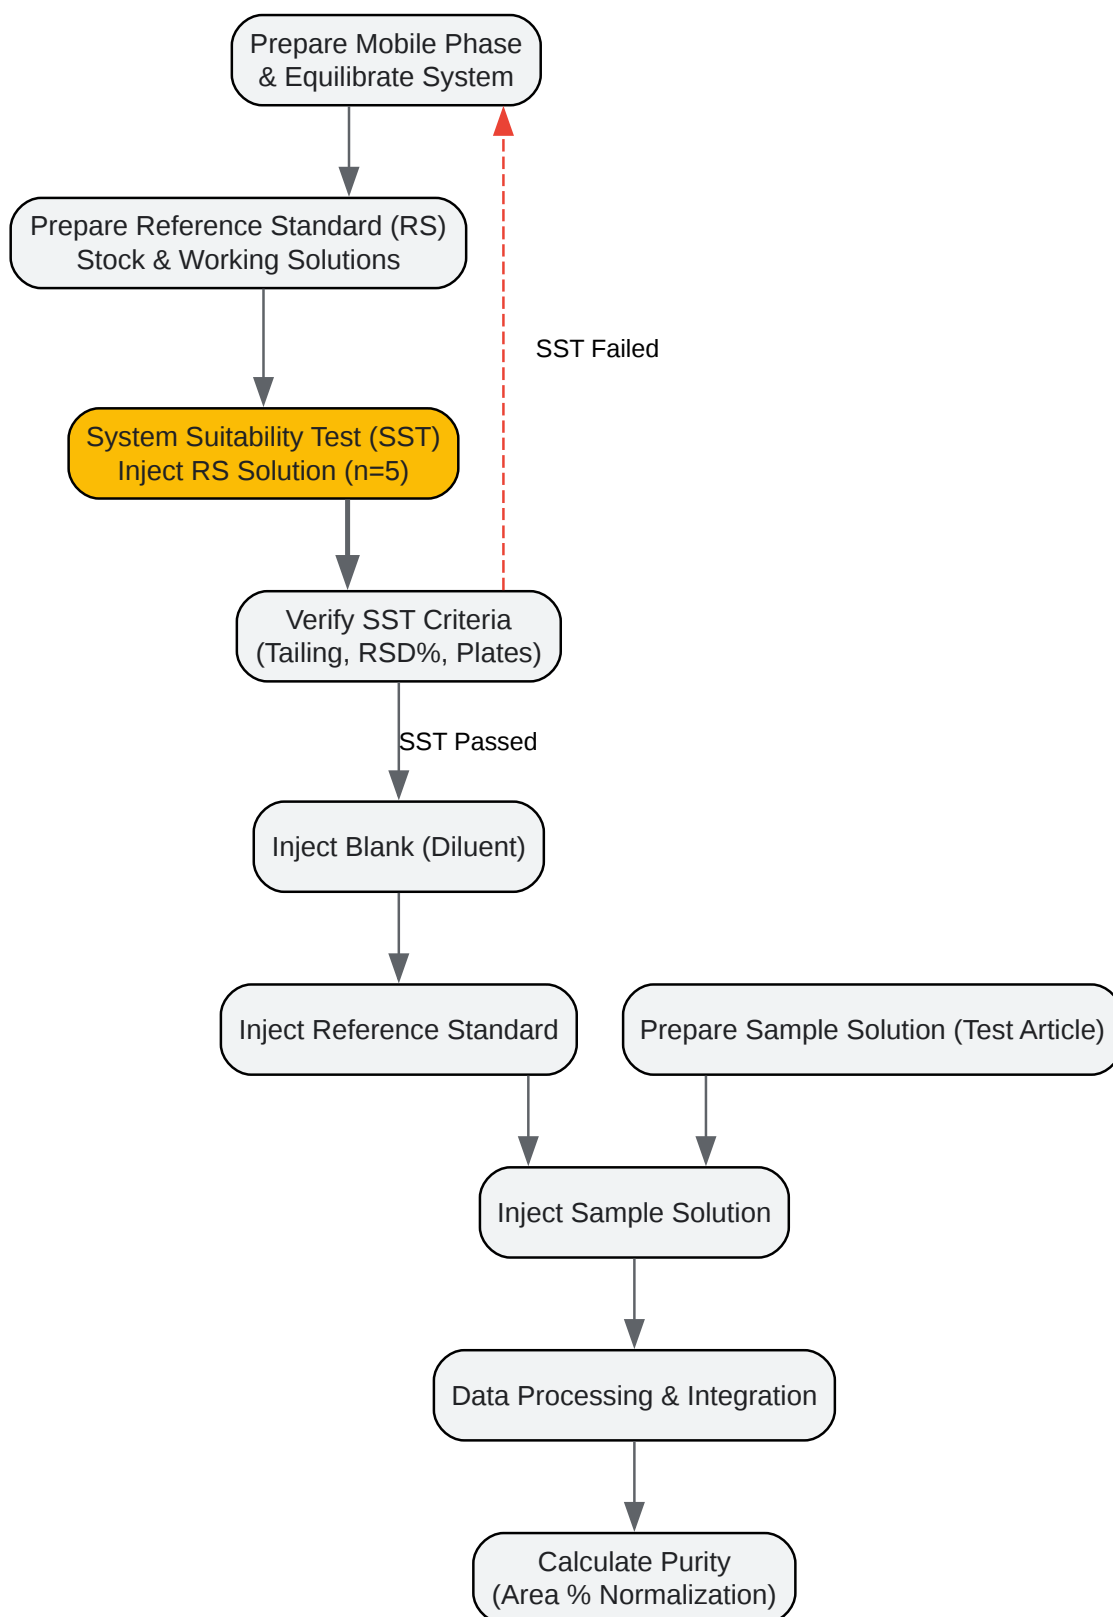 Prepare Mobile Phase
& Equilibrate System
Prepare Reference Standard (RS)
Stock & Working Solutions
SST Failed
System Suitability Test (SST)
Inject RS Solution (n=5)
Verify SST Criteria
(Tailing, RSD%, Plates)
SST Passed
Inject Blank (Diluent)
Inject Reference Standard
Prepare Sample Solution (Test Article)
Inject Sample Solution
Data Processing & Integration
Calculate Purity
(Area % Normalization)